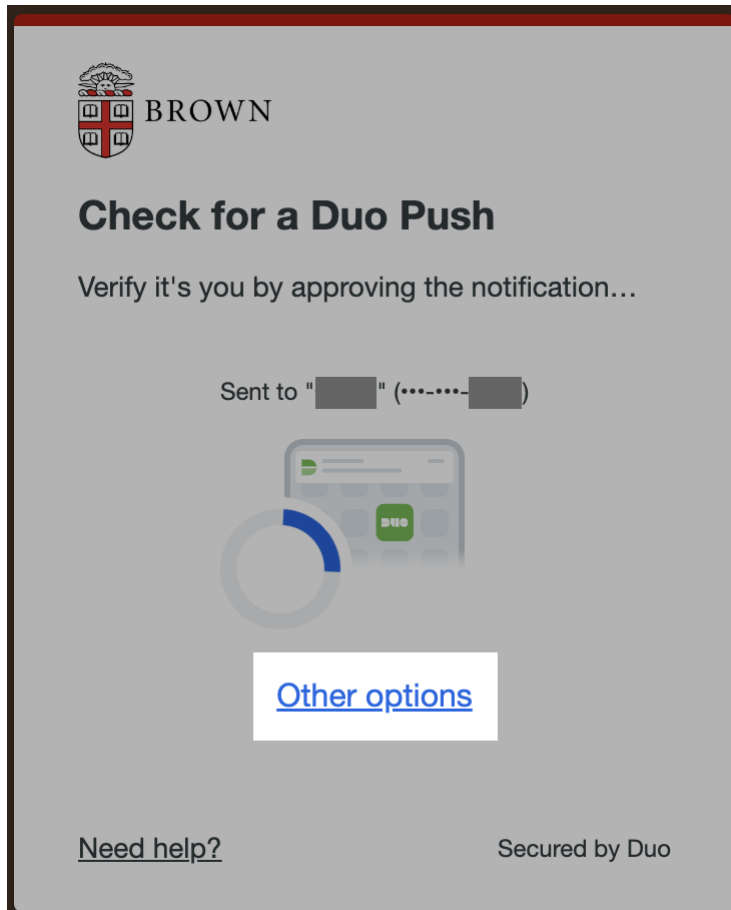 BROWN
Check for a Duo Push
Verify it's you by approving the notification...
Sent to "" (•••-•••-)
DUO
Other options
Need help? Secured by Duo